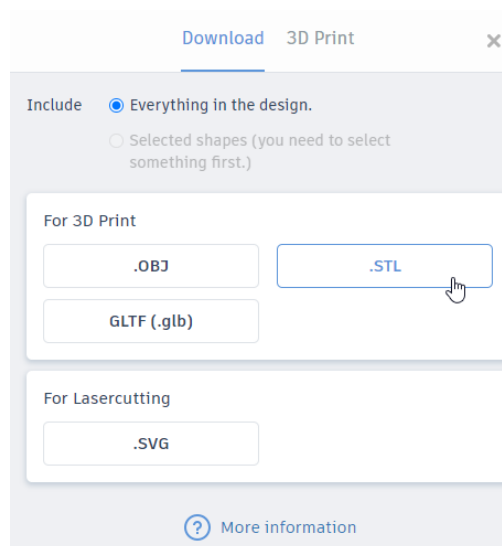 Download 3D Print
Include Everything in the design.
Selected shapes (you need to select
something first.)
For 3D Print
.OBJ .STL
GLTF (.glb)
For Lasercutting
.SVG
? More information